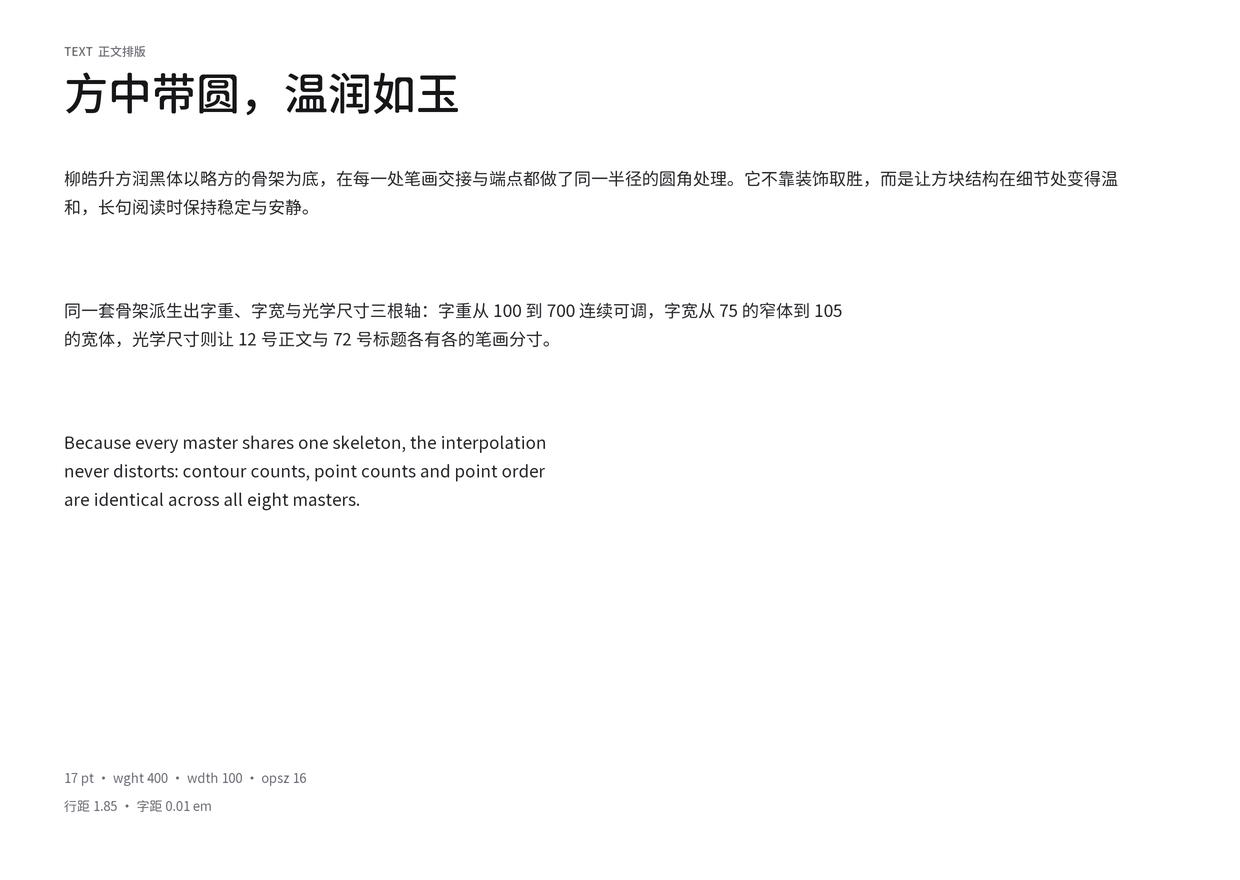 TEXT 正文排版
方中带圆，温润如玉
柳皓升方润黑体以略方的骨架为底，在每一处笔画交接与端点都做了同一半径的圆角处理。它不靠装饰取胜，而是让方块结构在细节处变得温
和，长句阅读时保持稳定与安静。
同一套骨架派生出字重、字宽与光学尺寸三根轴：字重从 100 到 700 连续可调，字宽从 75 的窄体到 105
的宽体，光学尺寸则让 12 号正文与 72 号标题各有各的笔画分寸。
Because every master shares one skeleton, the interpolation
never distorts: contour counts, point counts and point order
are identical across all eight masters.
17 pt · wght 400 · wdth 100 · opsz 16
行距 1.85 · 字距 0.01 em